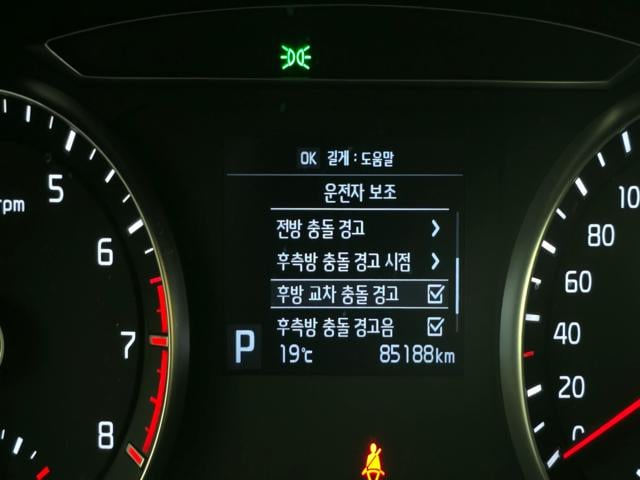 OK 길게 : 도움말
운전자 보조
전방 충돌 경고
후측방 충돌 경고 시점
후방 교차 충돌 경고
후측방 충돌 경고음
P 19℃ 85188km
rpm
5
6
7
8
100
80
60
40
20
0